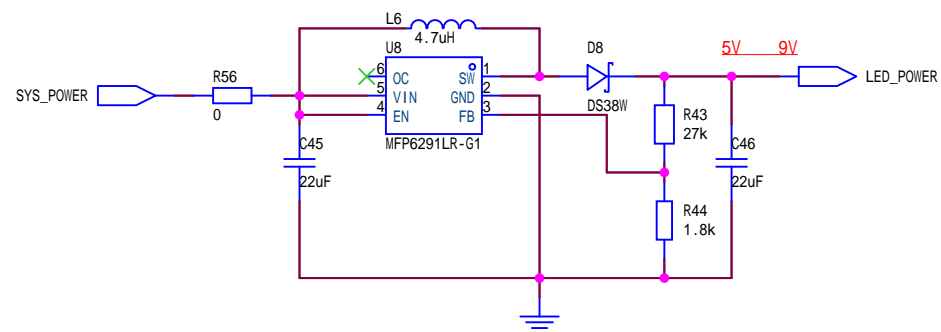 L6
4.7uH
U8
D8
5V 9V
R56
6
OC
SW
1
SYS_POWER
5
VIN
GND
2
LED_POWER
0
4
EN
FB
3
DS38W
R43
27k
MFP6291LR-G1
C45
C46
22uF
22uF
R44
1.8k